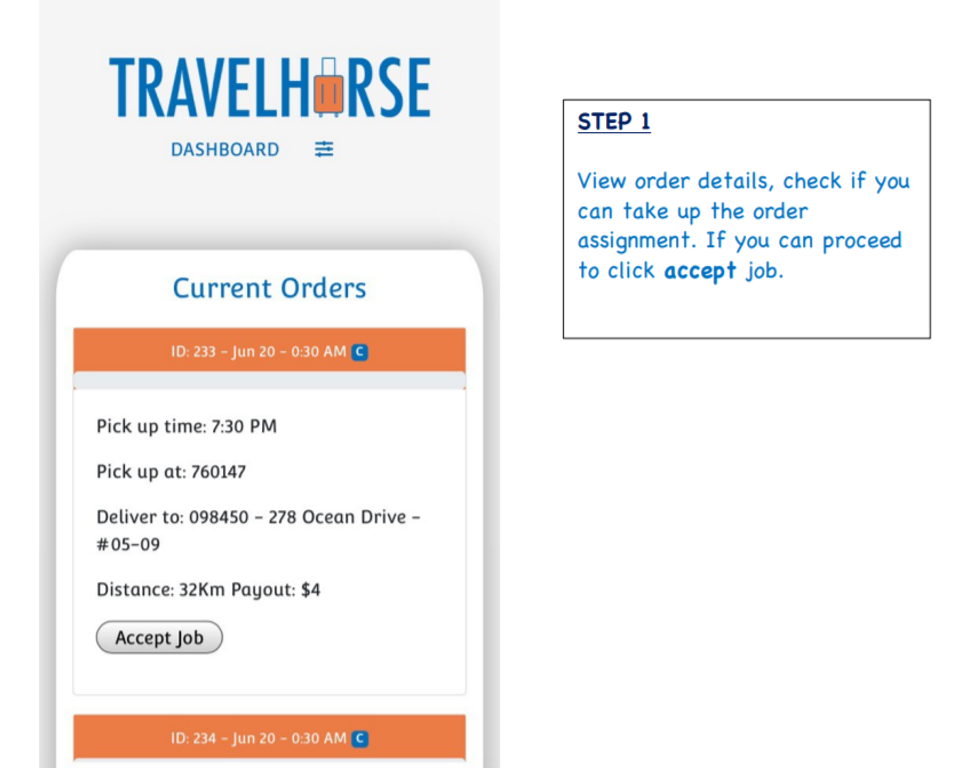 TRAVELHORSE
DASHBOARD
Current Orders
ID: 233 - Jun 20 - 0:30 AM C
Pick up time: 7:30 PM
Pick up at: 760147
Deliver to: 098450 - 278 Ocean Drive -
#05-09
Distance: 32Km Payout: $4
Accept Job
ID: 234 - Jun 20 - 0:30 AM C
STEP 1
View order details, check if you
can take up the order
assignment. If you can proceed
to click accept job.